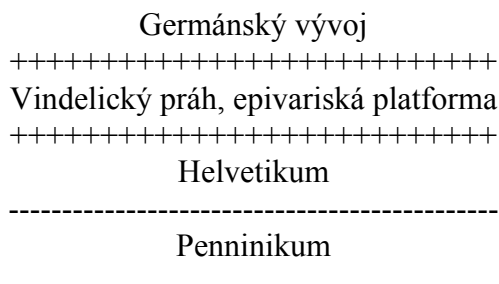 Germánský vývoj
+++++++++++++++++++++++++++
Vindelický práh, epivariská platforma
+++++++++++++++++++++++++++
Helvetikum
-----------------------------------------------
Penninikum